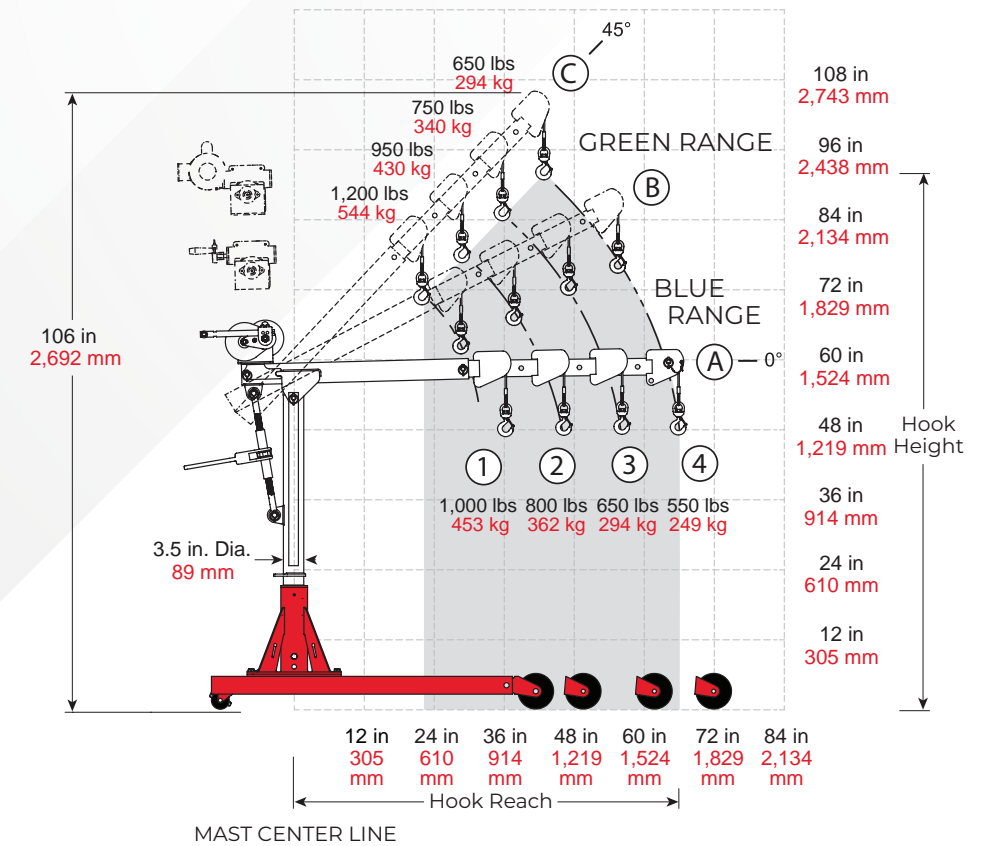 45°
C
650 lbs
294 kg
750 lbs
340 kg
950 lbs
430 kg
1,200 lbs
544 kg
GREEN RANGE
B
BLUE
RANGE
A
0°
108 in
2,743 mm
96 in
2,438 mm
84 in
2,134 mm
72 in
1,829 mm
60 in
1,524 mm
48 in
1,219 mm
36 in
914 mm
24 in
610 mm
12 in
305 mm
Hook
Height
106 in
2,692 mm
1
2
3
4
1,000 lbs
453 kg
800 lbs
362 kg
650 lbs
294 kg
550 lbs
249 kg
3.5 in. Dia.
89 mm
12 in
305
mm
24 in
610
mm
36 in
914
mm
48 in
1,219
mm
60 in
1,524
mm
72 in
1,829
mm
84 in
2,134
mm
Hook Reach
MAST CENTER LINE